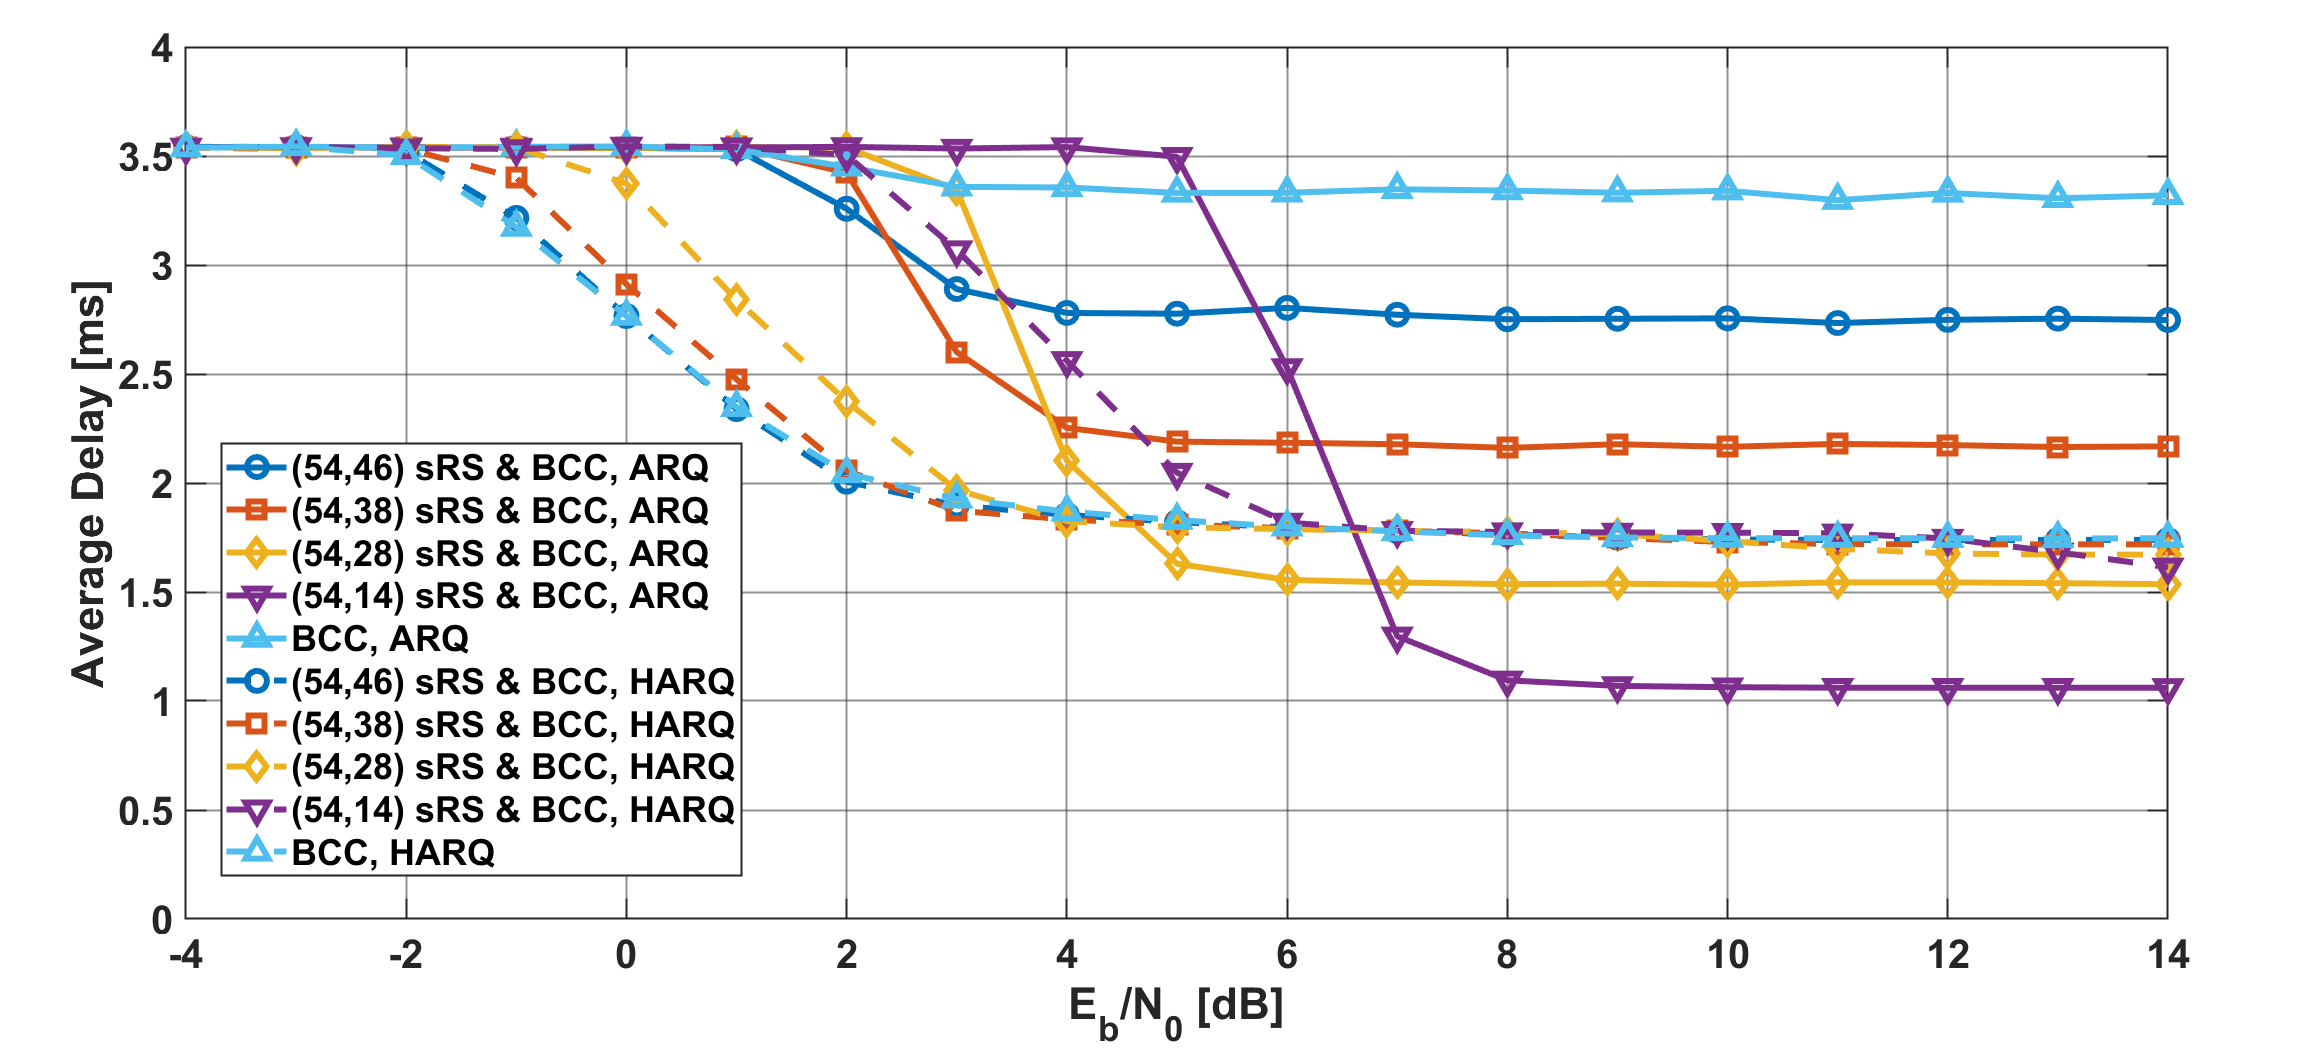 4
3.5
3
2.5
2
1.5
1
0.5
0
Average Delay [ms]
(54,46) sRS & BCC, ARQ
(54,38) sRS & BCC, ARQ
(54,28) sRS & BCC, ARQ
(54,14) sRS & BCC, ARQ
BCC, ARQ
(54,46) sRS & BCC, HARQ
(54,38) sRS & BCC, HARQ
(54,28) sRS & BCC, HARQ
(54,14) sRS & BCC, HARQ
BCC, HARQ
-4 -2 0 2 4 6 8 10 12 14
E_b/N_0 [dB]